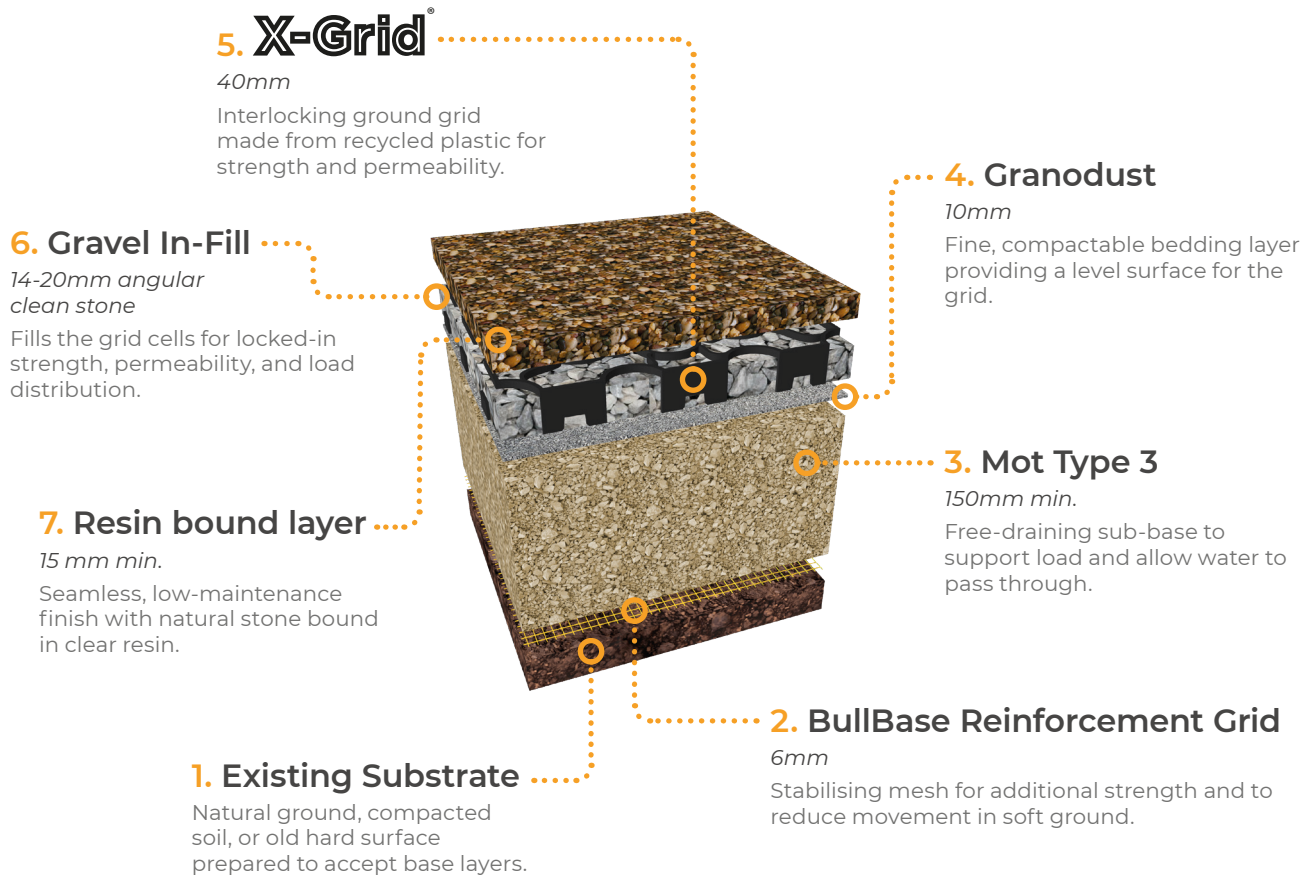 5. X-Grid®
40mm
Interlocking ground grid
made from recycled plastic for
strength and permeability.
4. Granodust
10mm
Fine, compactable bedding layer
providing a level surface for the
grid.
6. Gravel In-Fill
14-20mm angular
clean stone
Fills the grid cells for locked-in
strength, permeability, and load
distribution.
3. Mot Type 3
150mm min.
Free-draining sub-base to
support load and allow water to
pass through.
7. Resin bound layer
15 mm min.
Seamless, low-maintenance
finish with natural stone bound
in clear resin.
2. BullBase Reinforcement Grid
6mm
Stabilising mesh for additional strength and to
reduce movement in soft ground.
1. Existing Substrate
Natural ground, compacted
soil, or old hard surface
prepared to accept base layers.